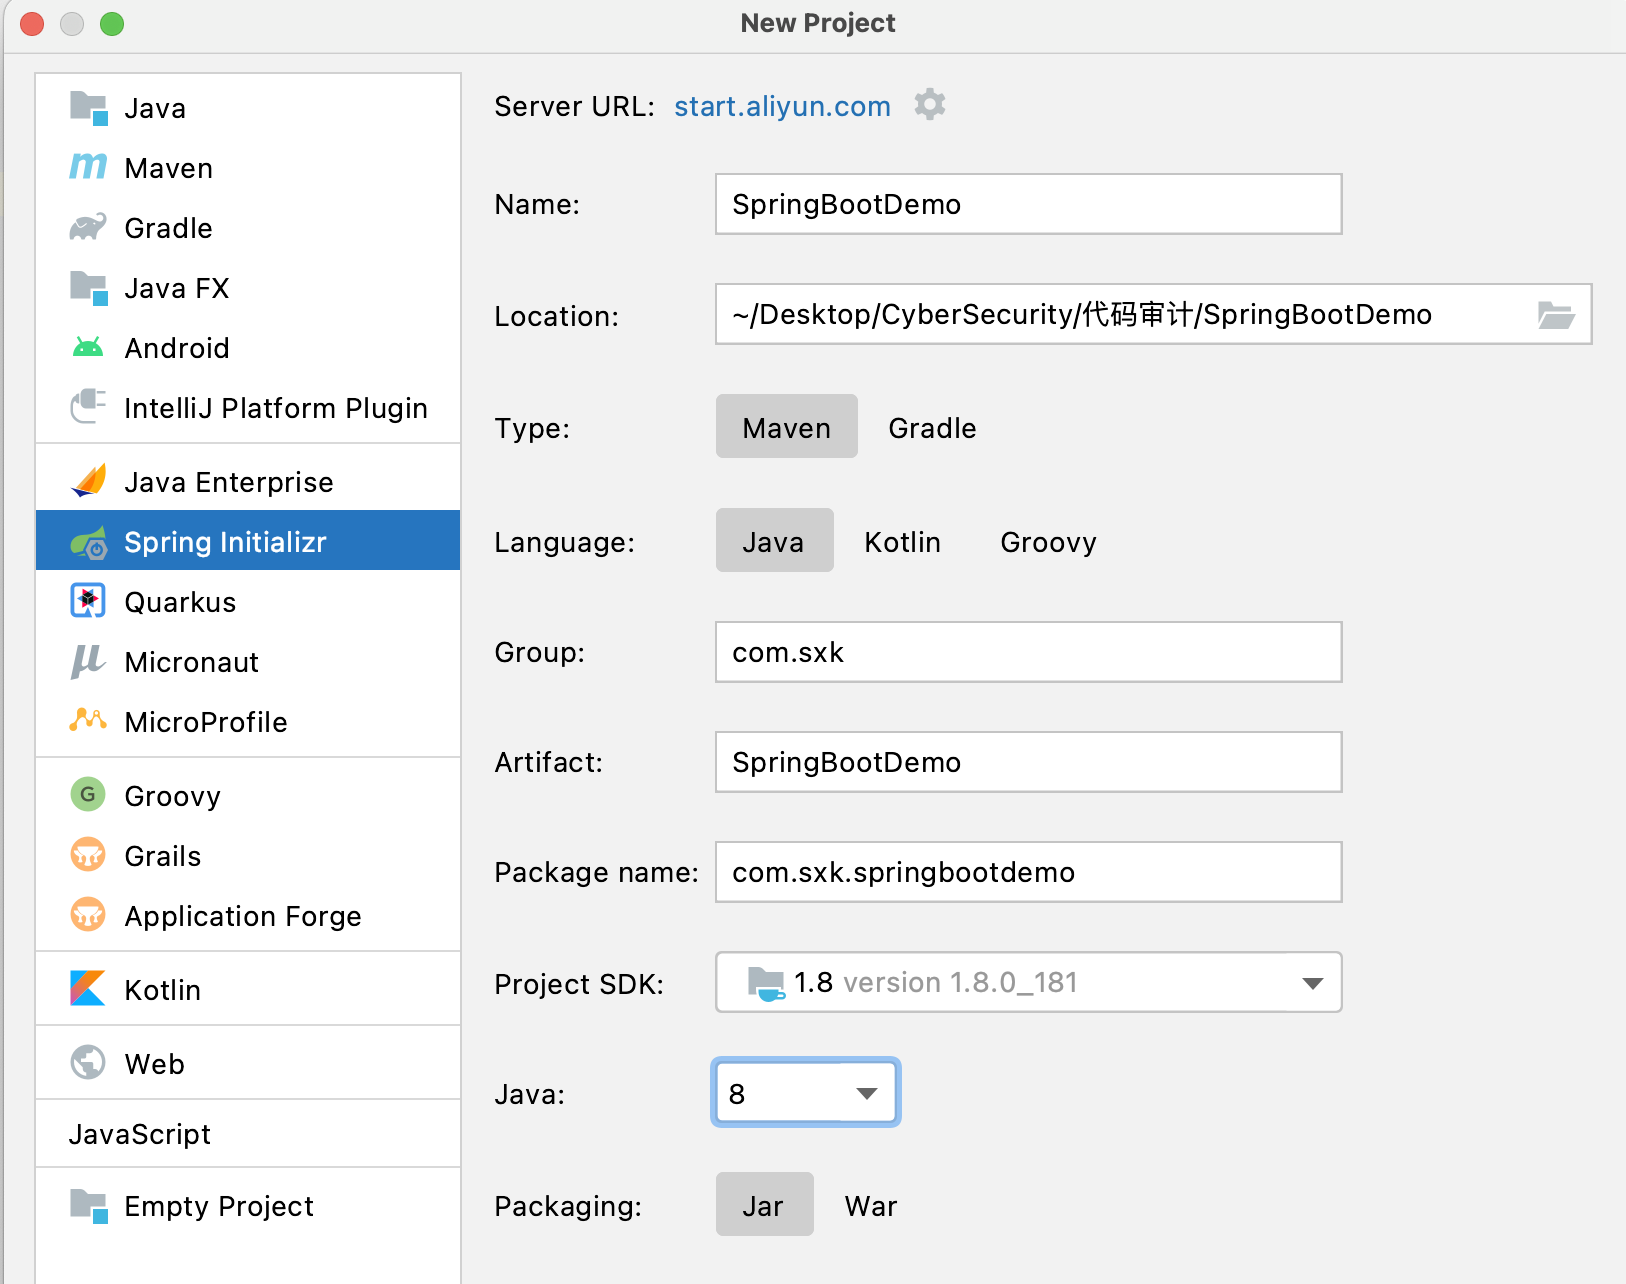 New Project
Java
Maven
Gradle
Java FX
Android
IntelliJ Platform Plugin
Java Enterprise
Spring Initializr
Quarkus
Micronaut
MicroProfile
G Groovy
Grails
Application Forge
Kotlin
Web
JavaScript
Empty Project
Server URL: start.aliyun.com
Name: SpringBootDemo
Location: ~/Desktop/CyberSecurity/代码审计/SpringBootDemo
Type: Maven Gradle
Language: Java Kotlin Groovy
Group: com.sxk
Artifact: SpringBootDemo
Package name: com.sxk.springbootdemo
Project SDK: 1.8 version 1.8.0_181
Java: 8
Packaging: Jar War